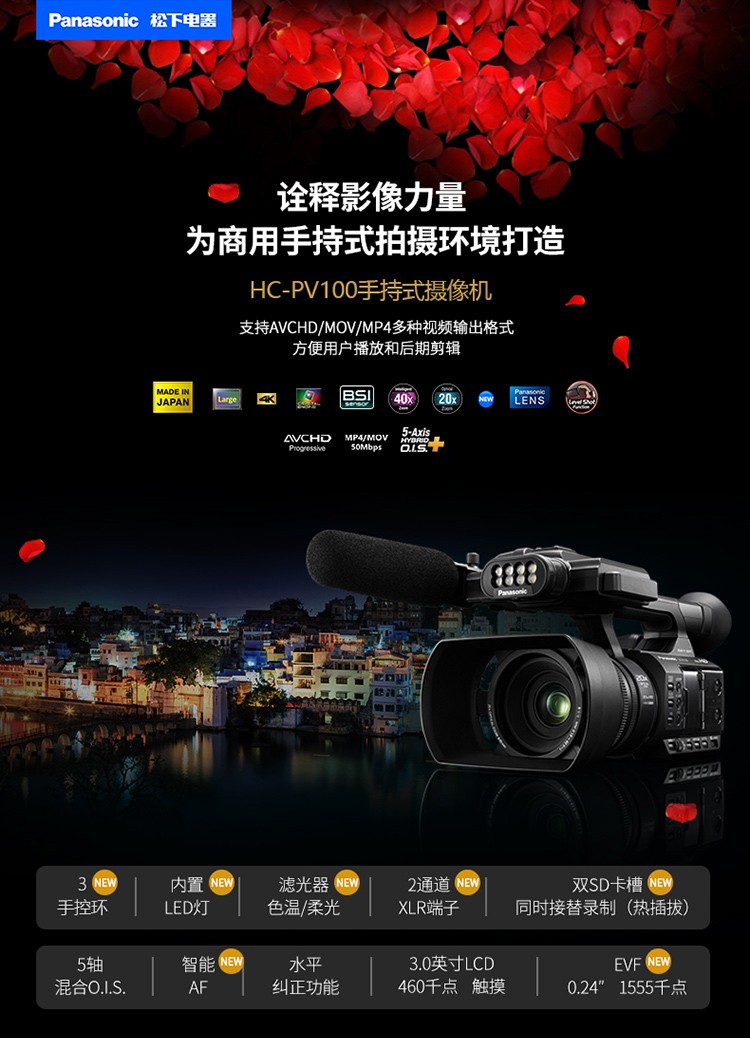 Panasonic 松下电器
诠释影像力量
为商用手持式拍摄环境打造
HC-PV100手持式摄像机
支持AVCHD/MOV/MP4多种视频输出格式
方便用户播放和后期剪辑
MADE IN
JAPAN
Large
4K
BSI
sensor
Intelligent
40x
Zoom
Optical
20x
Zoom
NEW
Panasonic
LENS
Level Shot
Function
AVCHD
Progressive
MP4/MOV
50Mbps
5-Axis
HYBRID
O.I.S.+
Panasonic
3 NEW
手控环
内置 NEW
LED灯
滤光器 NEW
色温/柔光
2通道 NEW
XLR端子
双SD卡槽 NEW
同时接替录制（热插拔）
5轴
混合O.I.S.
智能 NEW
AF
水平
纠正功能
3.0英寸LCD
460千点 触摸
EVF NEW
0.24" 1555千点